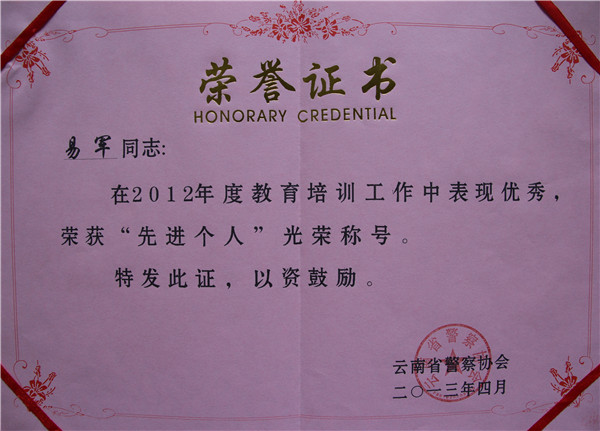 荣誉证书
HONORARY CREDENTIAL
易军同志:
在2012年度教育培训工作中表现优秀,
荣获“先进个人”光荣称号。
特发此证,以资鼓励。
云南省警察协会
二〇一三年四月